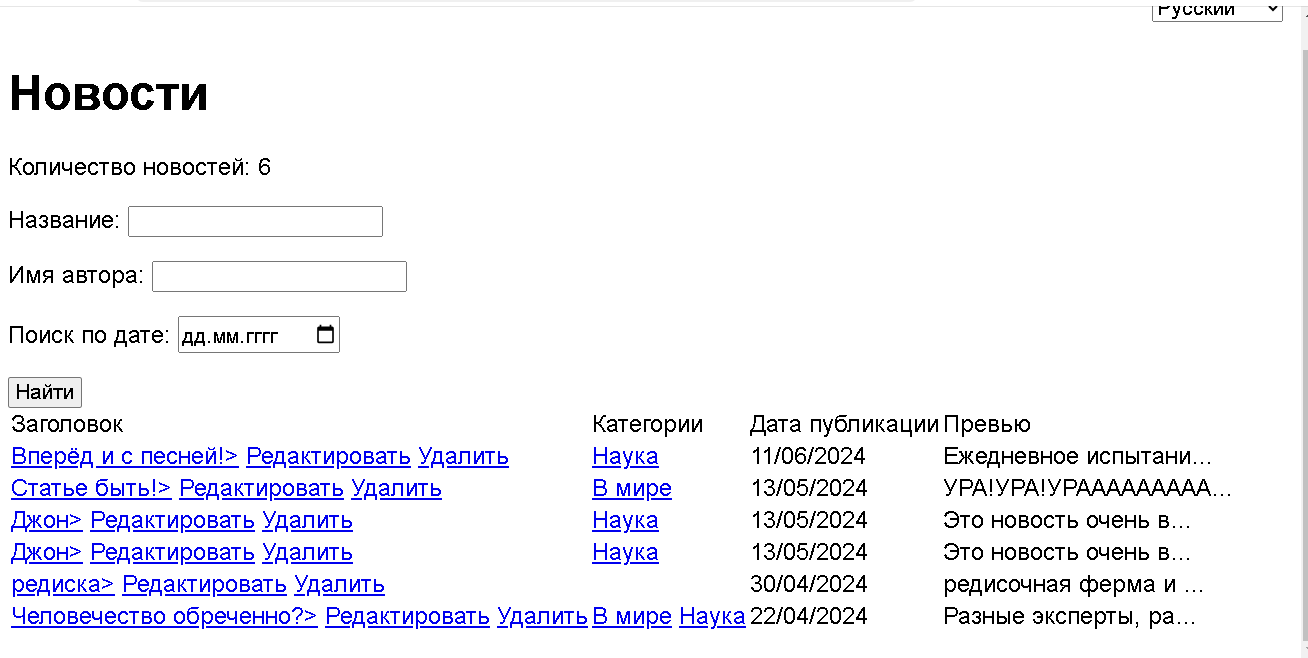 Русский
Новости
Количество новостей: 6
Название:
Имя автора:
Поиск по дате: дд.мм.гггг
Найти
Заголовок Категории Дата публикации Превью
Вперёд и с песней!> Редактировать Удалить Наука 11/06/2024 Ежедневное испытани...
Статье быть!> Редактировать Удалить В мире 13/05/2024 УРА!УРА!УРААААААААА...
Джон> Редактировать Удалить Наука 13/05/2024 Это новость очень в...
Джон> Редактировать Удалить Наука 13/05/2024 Это новость очень в...
редиска> Редактировать Удалить 30/04/2024 редисочная ферма и ...
Человечество обреченно?> Редактировать Удалить В мире Наука 22/04/2024 Разные эксперты, ра...